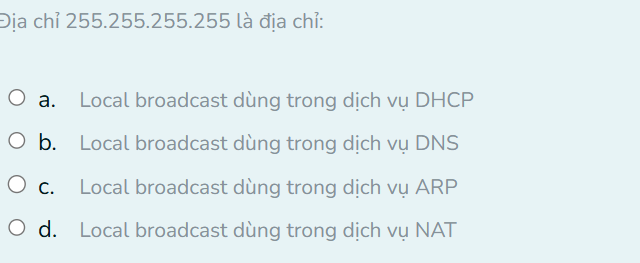 Địa chỉ 255.255.255.255 là địa chỉ:
a. Local broadcast dùng trong dịch vụ DHCP
b. Local broadcast dùng trong dịch vụ DNS
c. Local broadcast dùng trong dịch vụ ARP
d. Local broadcast dùng trong dịch vụ NAT